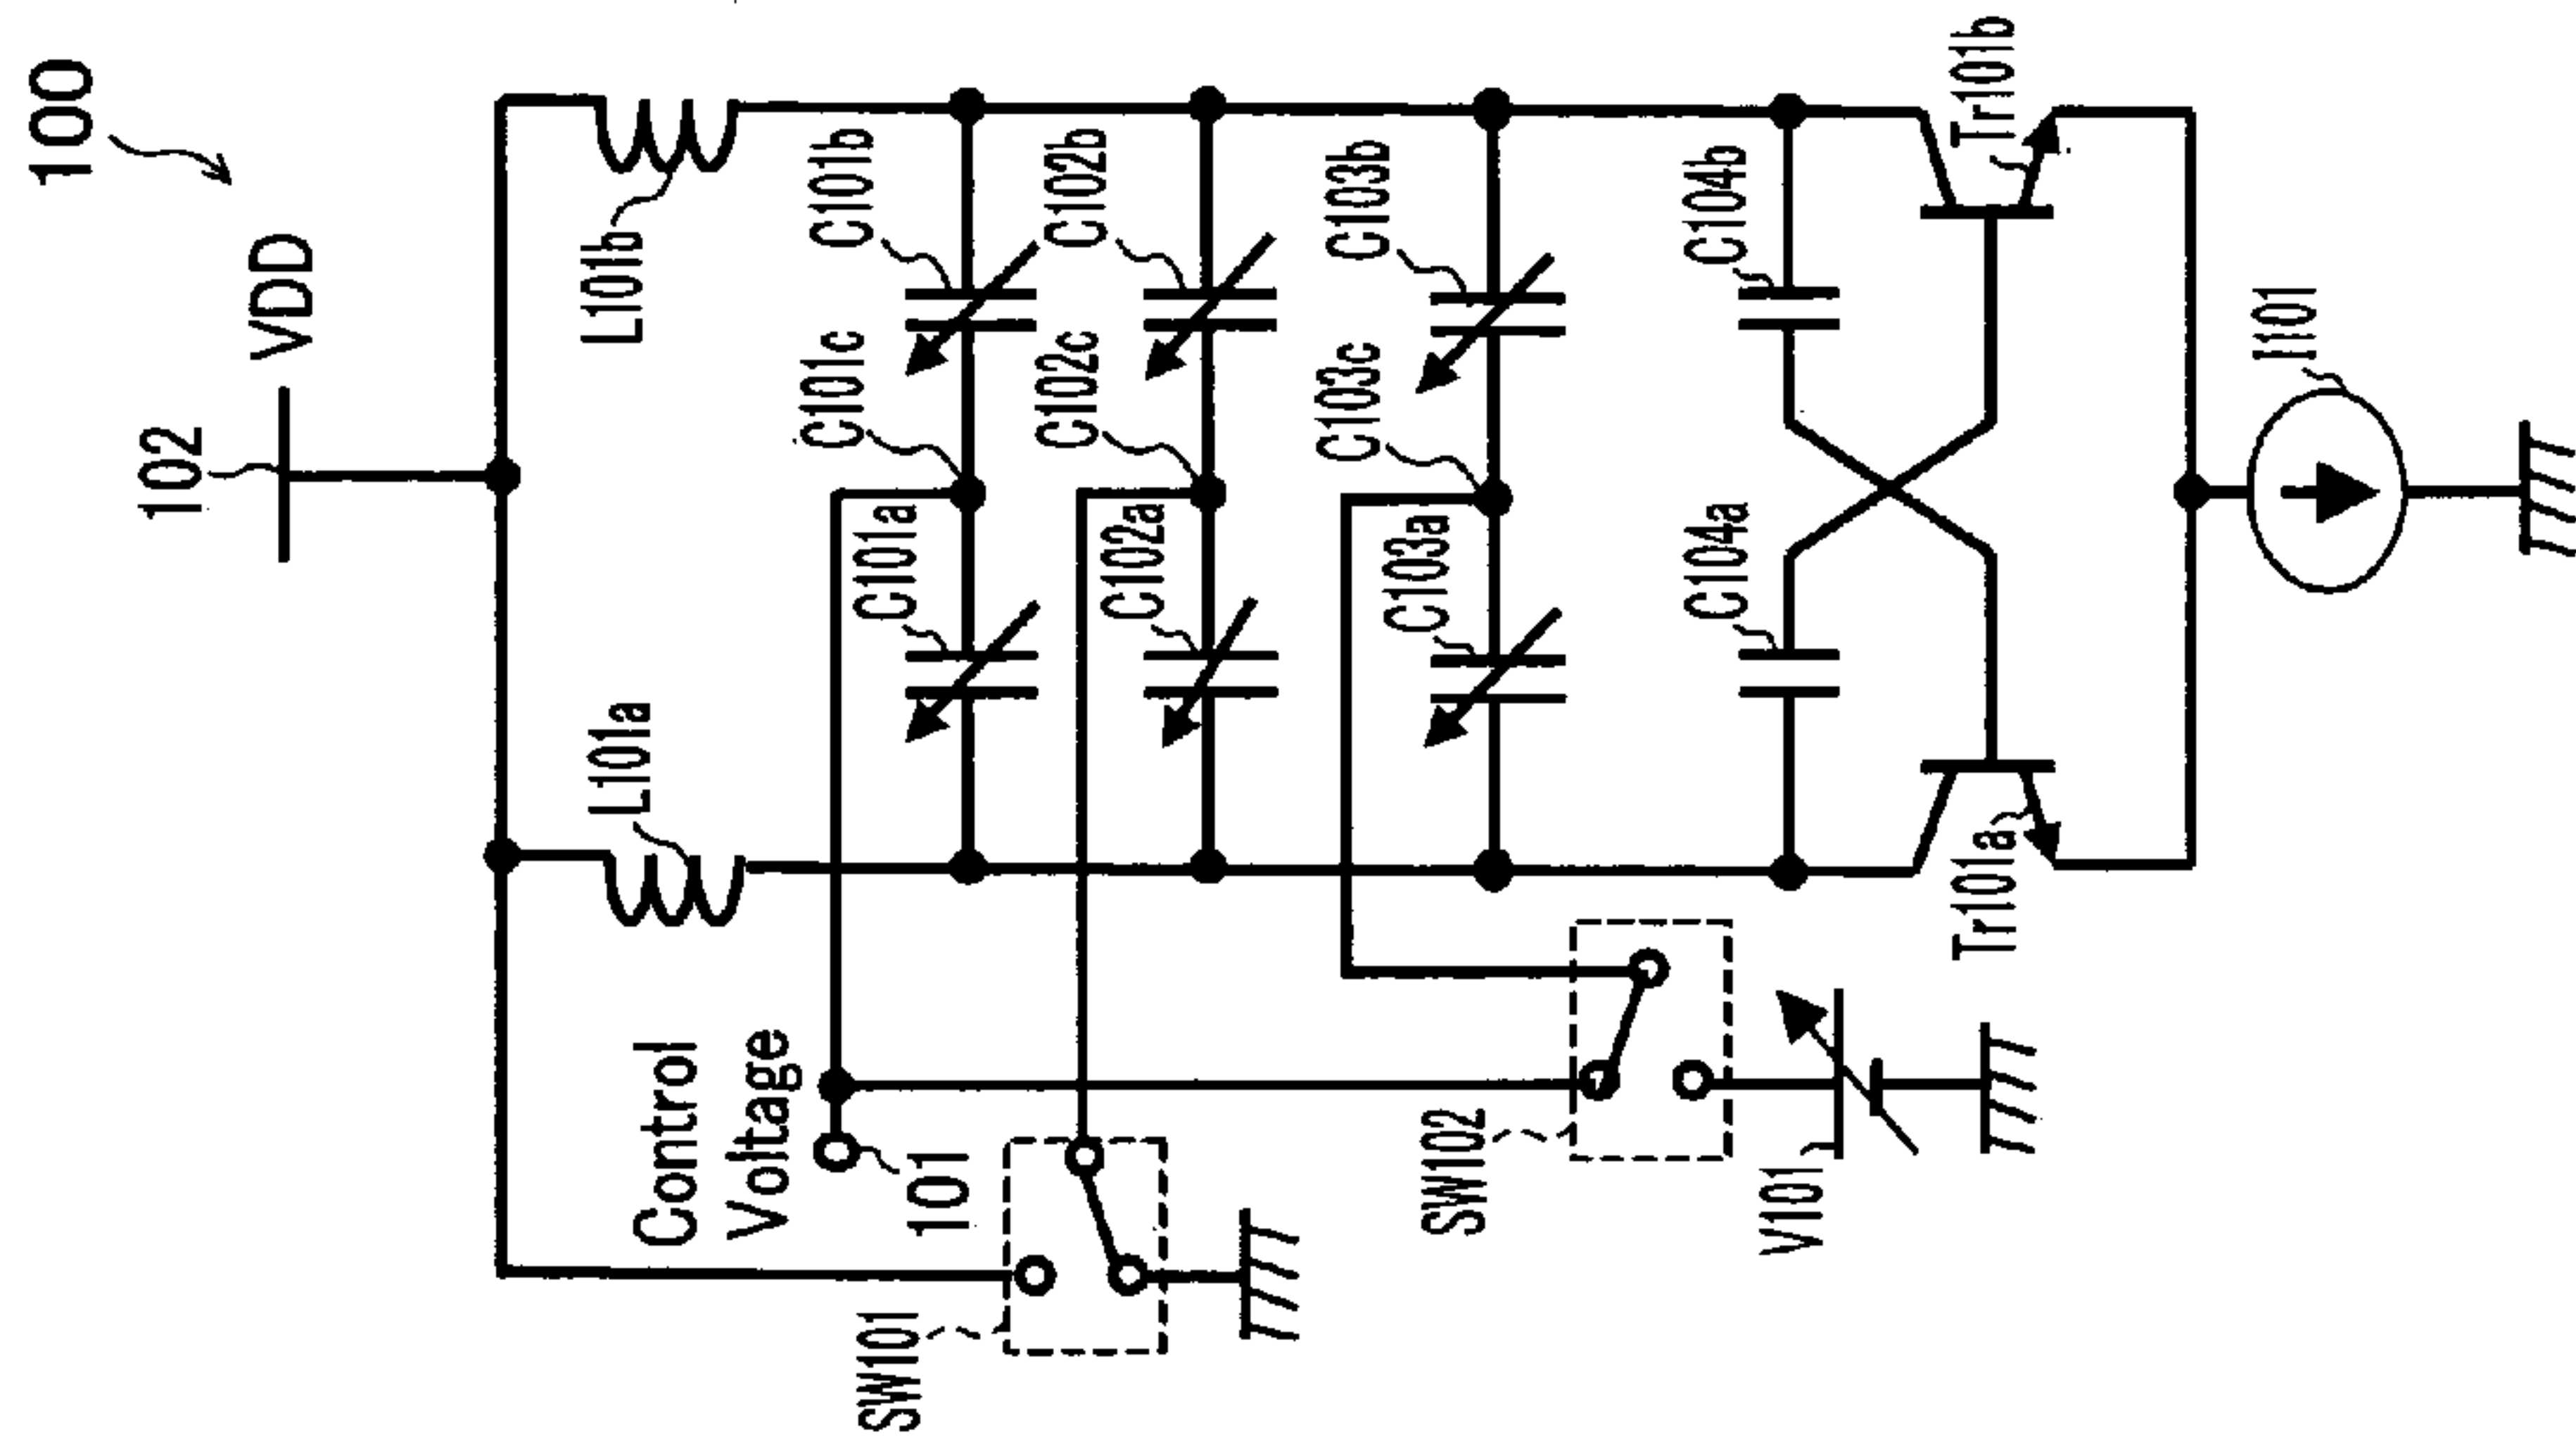 100
102
VDD
L101a
L101b
Control
Voltage
101
C101a
C101c
C101b
SW101
C102a
C102c
C102b
C103a
C103c
C103b
SW102
V101
C104a
C104b
Tr101a
Tr101b
I101